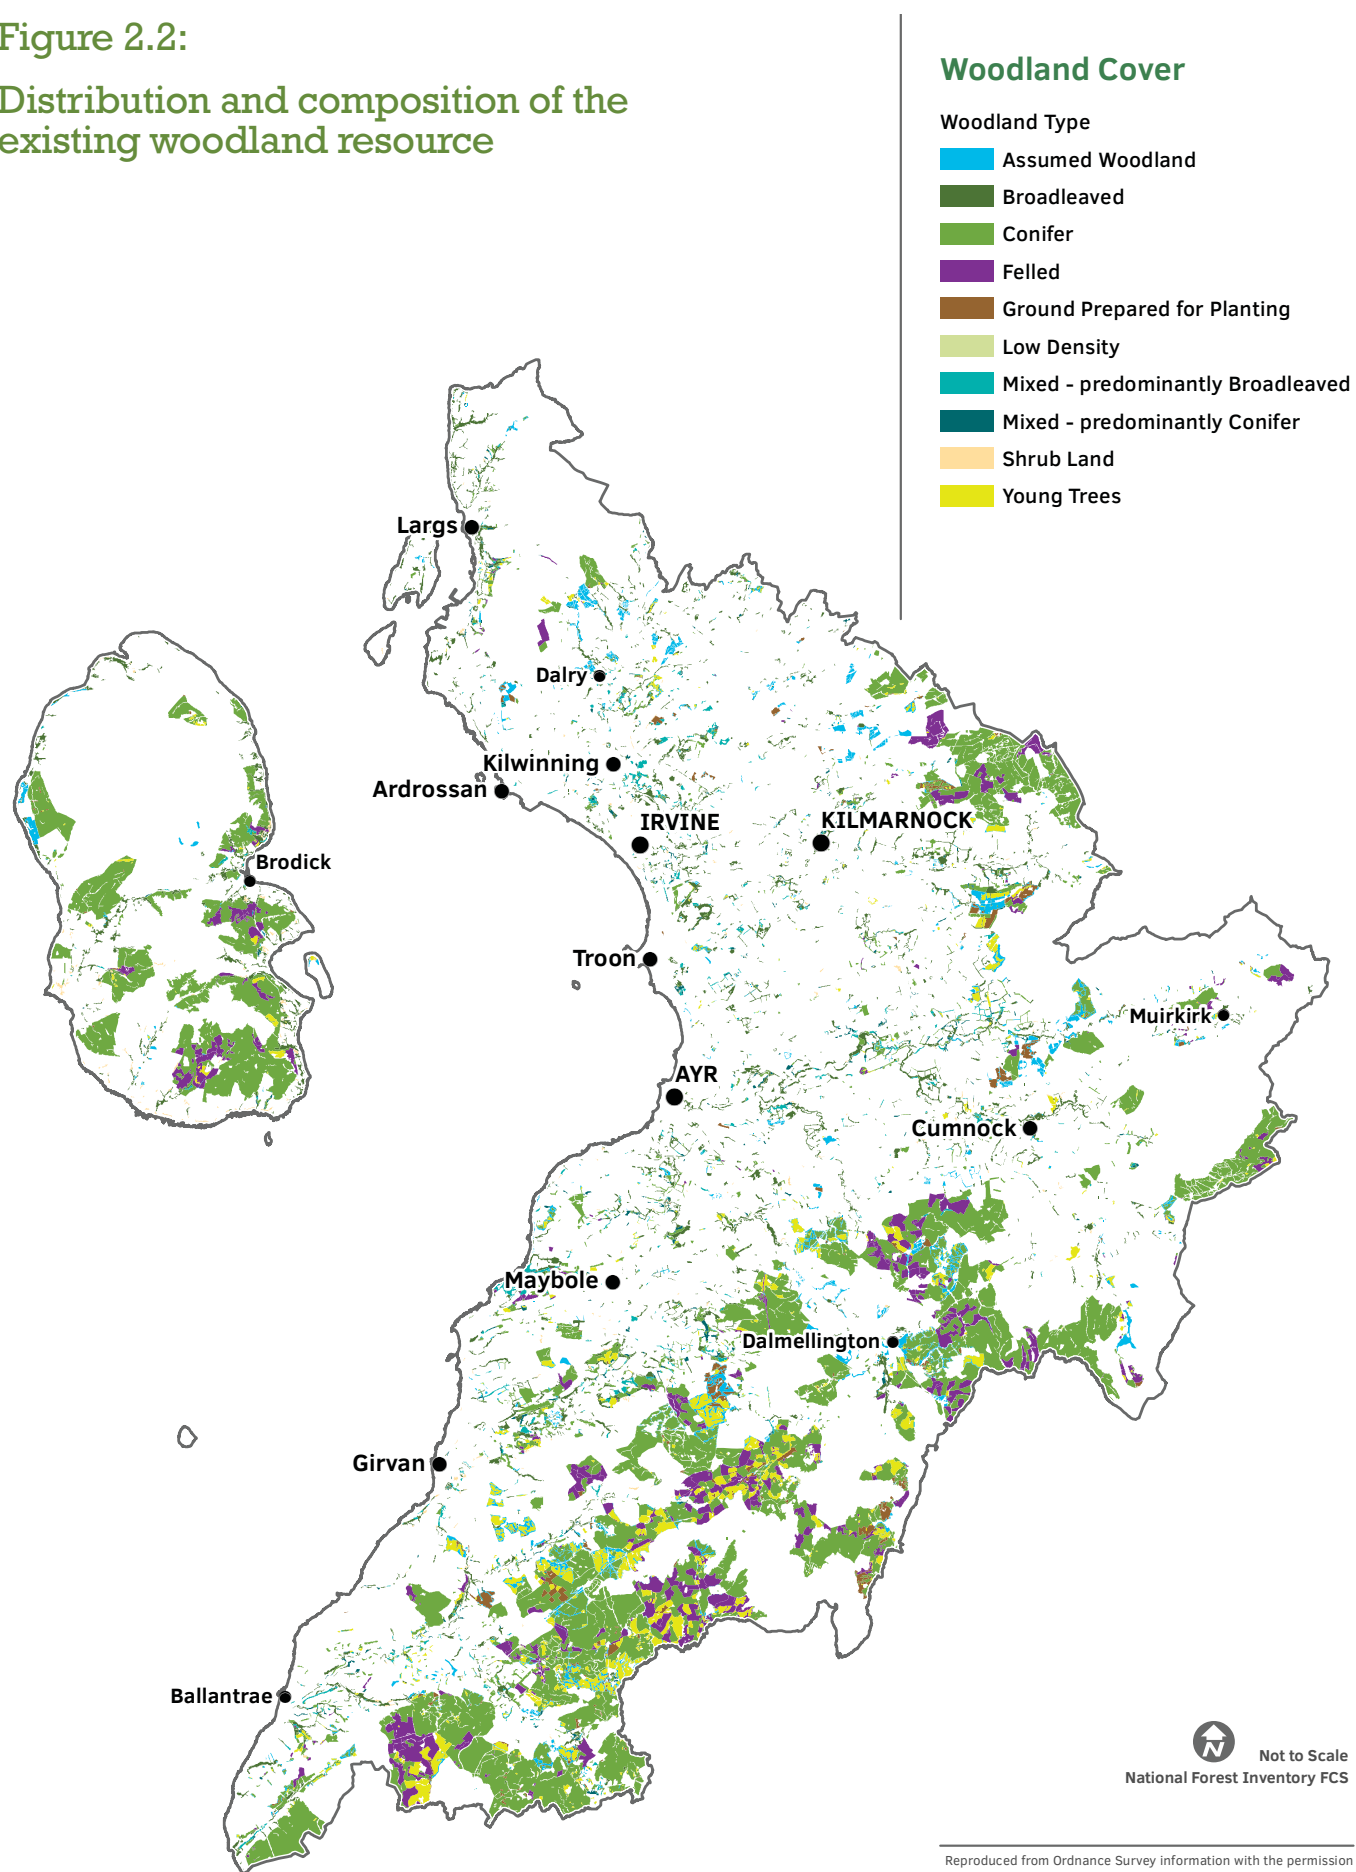 Figure 2.2:
Distribution and composition of the
existing woodland resource
Woodland Cover
Woodland Type
Assumed Woodland
Broadleaved
Conifer
Felled
Ground Prepared for Planting
Low Density
Mixed - predominantly Broadleaved
Mixed - predominantly Conifer
Shrub Land
Young Trees
Largs
Dalry
Kilwinning
Ardrossan
IRVINE
KILMARNOCK
Brodick
Troon
Muirkirk
AYR
Cumnock
Maybole
Dalmellington
Girvan
Ballantrae
N
Not to Scale
National Forest Inventory FCS
Reproduced from Ordnance Survey information with the permission